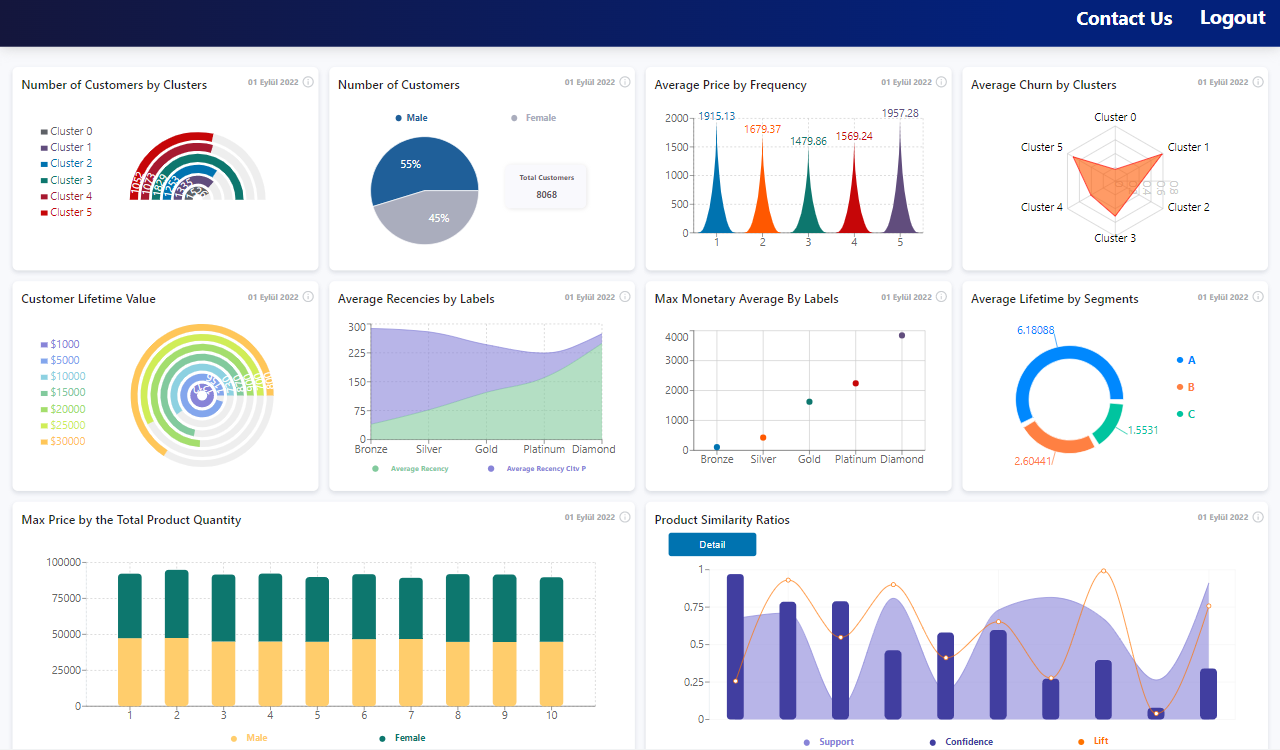 Contact Us Logout
Number of Customers by Clusters
01 Eylül 2022
Cluster 0
Cluster 1
Cluster 2
Cluster 3
Cluster 4
Cluster 5
1052
1073
1829
1253
1335
Number of Customers
01 Eylül 2022
Male
Female
55%
45%
Total Customers
8068
Average Price by Frequency
01 Eylül 2022
2000
1500
1000
500
0
1915.13
1679.37
1479.86
1569.24
1957.28
1 2 3 4 5
Average Churn by Clusters
01 Eylül 2022
Cluster 0
Cluster 5
Cluster 1
Cluster 4
Cluster 2
Cluster 3
Customer Lifetime Value
01 Eylül 2022
$1000
$5000
$10000
$15000
$20000
$25000
$30000
Average Recencies by Labels
01 Eylül 2022
300
225
150
75
0
Bronze Silver Gold Platinum Diamond
Average Recency
Average Recency Cltv P
Max Monetary Average By Labels
01 Eylül 2022
4000
3000
2000
1000
0
Bronze Silver Gold Platinum Diamond
Average Lifetime by Segments
01 Eylül 2022
6.18088
1.5531
2.60441
A
B
C
Max Price by the Total Product Quantity
01 Eylül 2022
100000
75000
50000
25000
0
1 2 3 4 5 6 7 8 9 10
Male
Female
Product Similarity Ratios
01 Eylül 2022
Detail
1
0.75
0.5
0.25
0
Support
Confidence
Lift